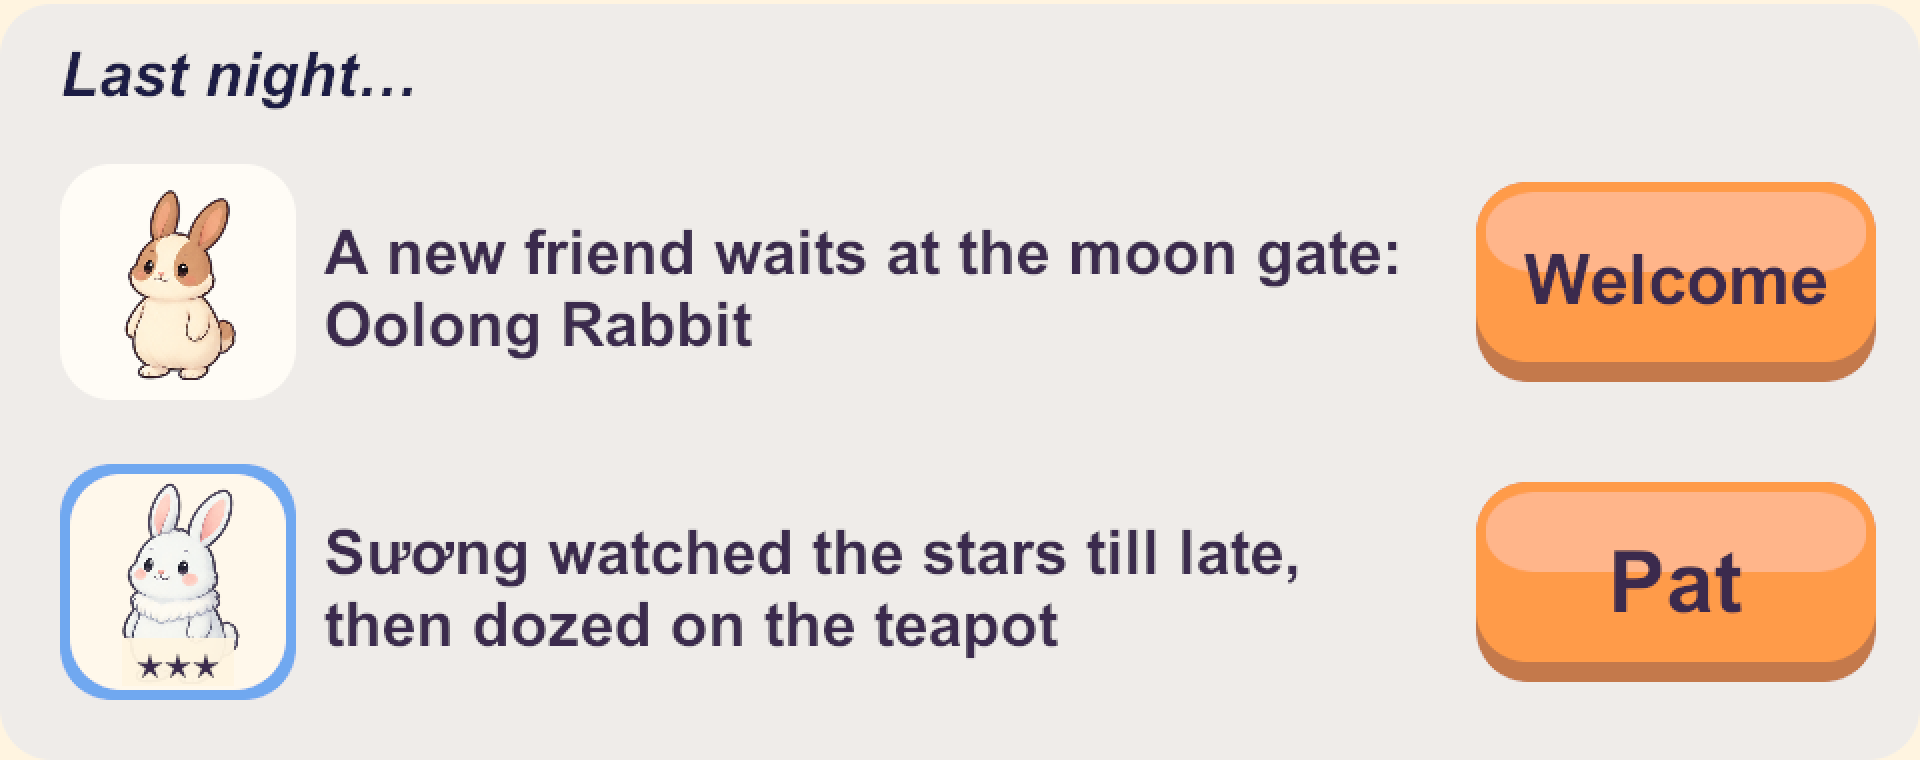 Last night...
A new friend waits at the moon gate:
Oolong Rabbit
Welcome
Sương watched the stars till late,
then dozed on the teapot
Pat
★★★